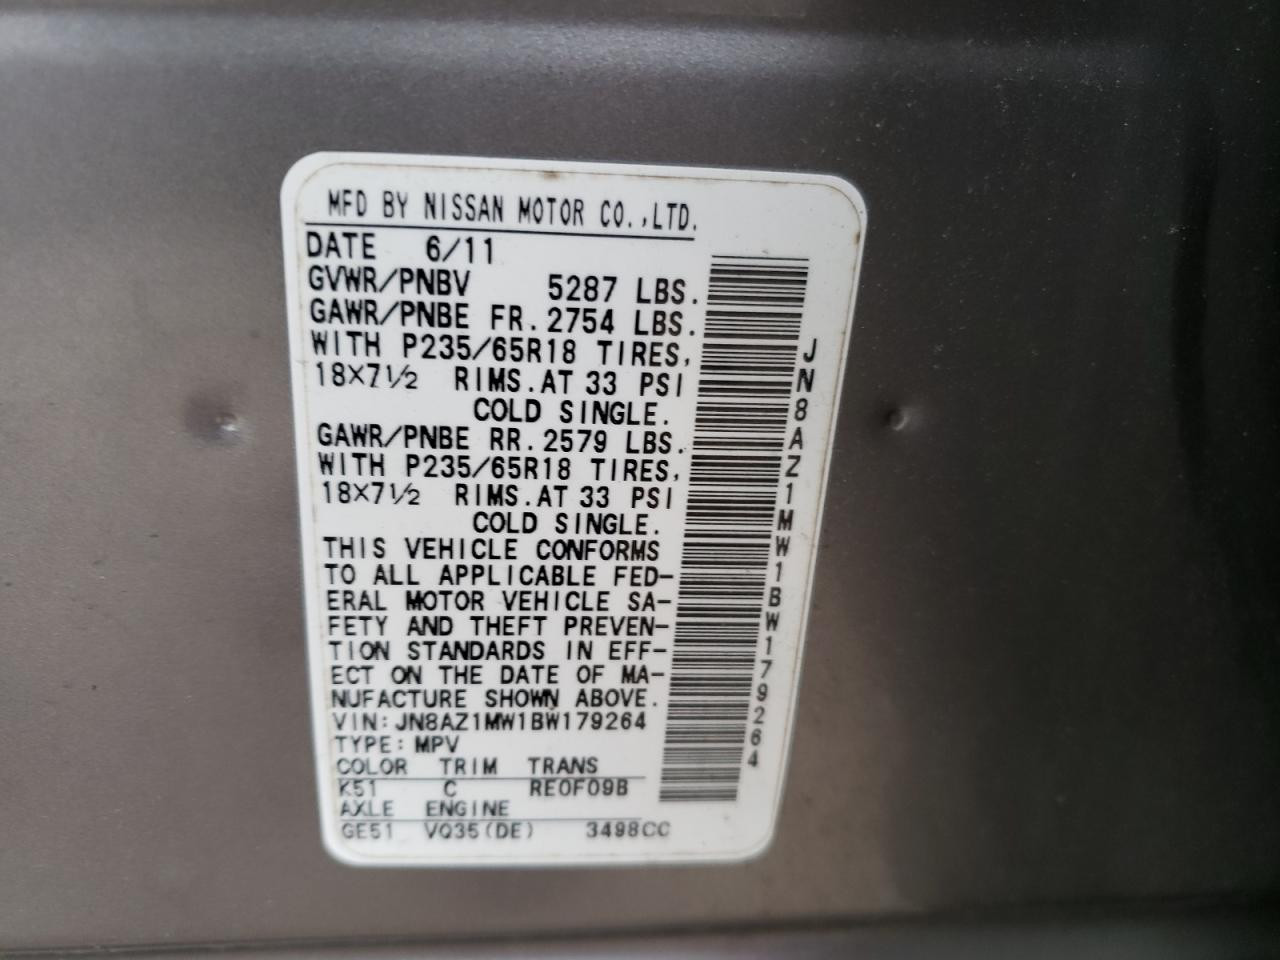 MFD BY NISSAN MOTOR CO.,LTD.
DATE 6/11
GVWR/PNBV 5287 LBS.
GAWR/PNBE FR. 2754 LBS.
WITH P235/65R18 TIRES,
18×7½ RIMS. AT 33 PSI
COLD SINGLE.
GAWR/PNBE RR. 2579 LBS.
WITH P235/65R18 TIRES,
18×7½ RIMS. AT 33 PSI
COLD SINGLE.
THIS VEHICLE CONFORMS
TO ALL APPLICABLE FED-
ERAL MOTOR VEHICLE SA-
FETY AND THEFT PREVEN-
TION STANDARDS IN EFF-
ECT ON THE DATE OF MA-
NUFACTURE SHOWN ABOVE.
VIN: JN8AZ1MW1BW179264
TYPE: MPV
COLOR TRIM TRANS
K51 C RE0F09B
AXLE ENGINE
GE51 VQ35(DE) 3498CC
JN8AZ1MW1BW179264